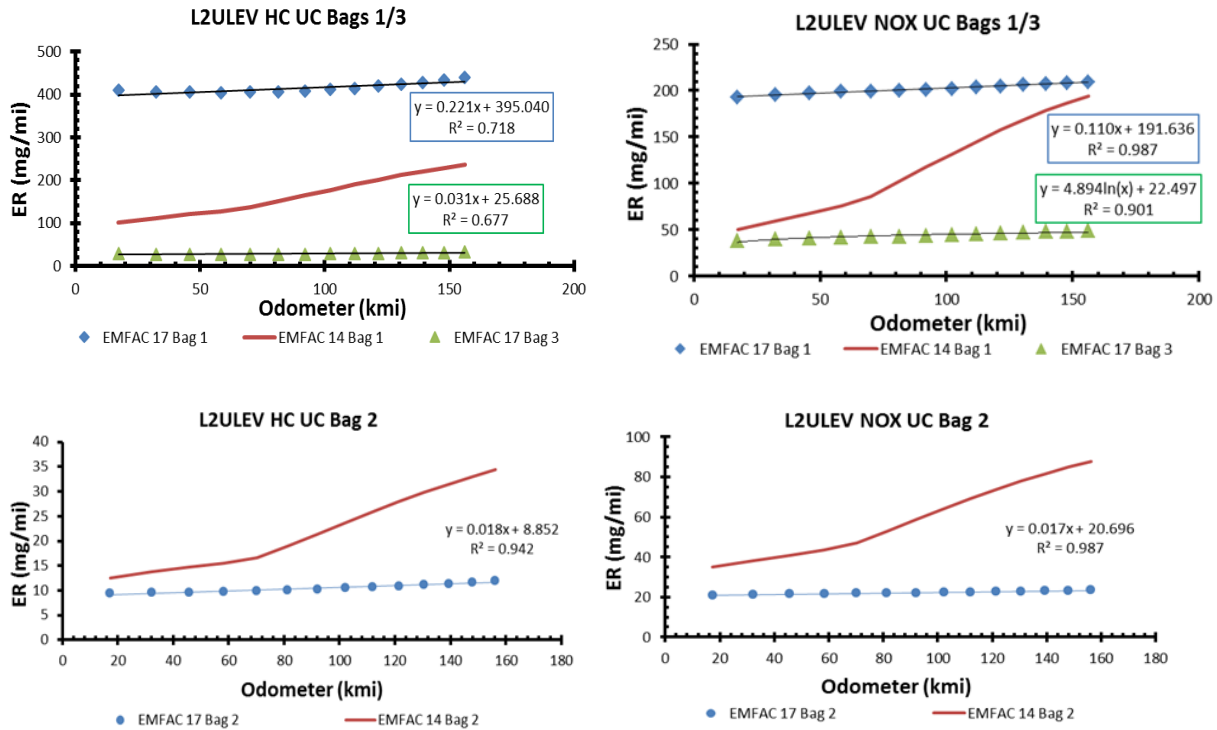 L2ULEV HC UC Bags 1/3
500
400
300
200
100
0
0
50
100
150
200
ER (mg/mi)
Odometer (kmi)
y = 0.221x + 395.040
R² = 0.718
y = 0.031x + 25.688
R² = 0.677
EMFAC 17 Bag 1
EMFAC 14 Bag 1
EMFAC 17 Bag 3
L2ULEV NOX UC Bags 1/3
250
200
150
100
50
0
0
50
100
150
200
ER (mg/mi)
Odometer (kmi)
y = 0.110x + 191.636
R² = 0.987
y = 4.894ln(x) + 22.497
R² = 0.901
EMFAC 17 Bag 1
EMFAC 14 Bag 1
EMFAC 17 Bag 3
L2ULEV HC UC Bag 2
40
35
30
25
20
15
10
5
0
0
20
40
60
80
100
120
140
160
180
ER (mg/mi)
Odometer (kmi)
y = 0.018x + 8.852
R² = 0.942
EMFAC 17 Bag 2
EMFAC 14 Bag 2
L2ULEV NOX UC Bag 2
100
80
60
40
20
0
0
20
40
60
80
100
120
140
160
180
ER (mg/mi)
Odometer (kmi)
y = 0.017x + 20.696
R² = 0.987
EMFAC 17 Bag 2
EMFAC 14 Bag 2